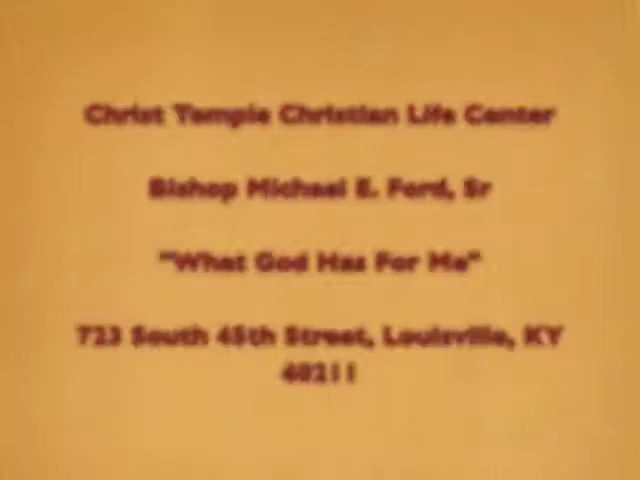 Christ Temple Christian Life Center
Bishop Michael E. Ford, Sr
"What God Has For Me"
723 South 45th Street, Louisville, KY
40211